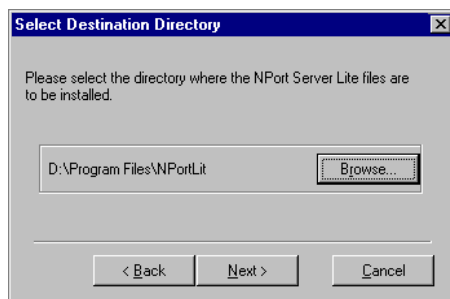 Select Destination Directory
Please select the directory where the NPort Server Lite files are
to be installed.
D:\Program Files\NPortLit
Browse...
< Back
Next >
Cancel